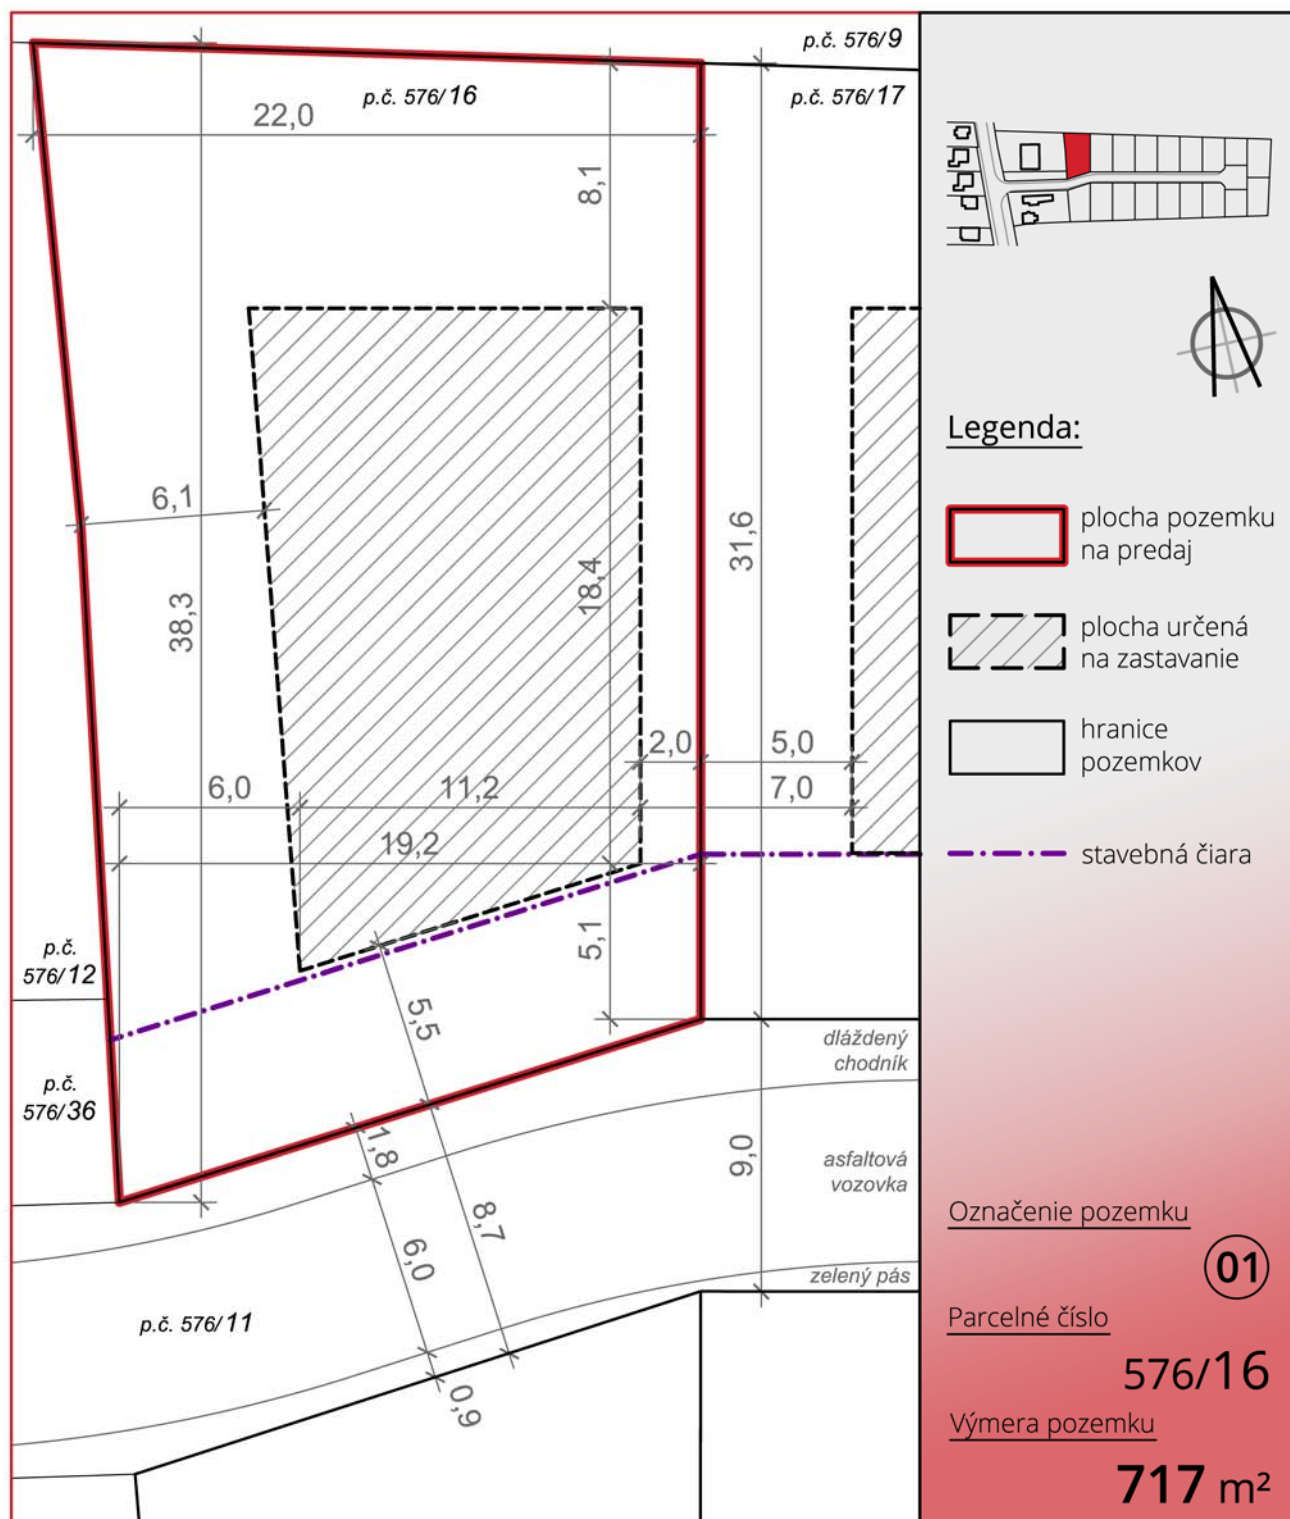 p.č. 576/9
p.č. 576/16
p.č. 576/17
22,0
8,1
6,1
38,3
18,4
31,6
2,0
5,0
6,0
11,2
7,0
19,2
5,1
p.č.
576/12
5,5
p.č.
576/36
dláždený
chodník
1,8
9,0
asfaltová
vozovka
8,7
6,0
zelený pás
p.č. 576/11
0,9
Legenda:
plocha pozemku
na predaj
plocha určená
na zastavanie
hranice
pozemkov
stavebná čiara
Označenie pozemku
01
Parcelné číslo
576/16
Výmera pozemku
717 m²